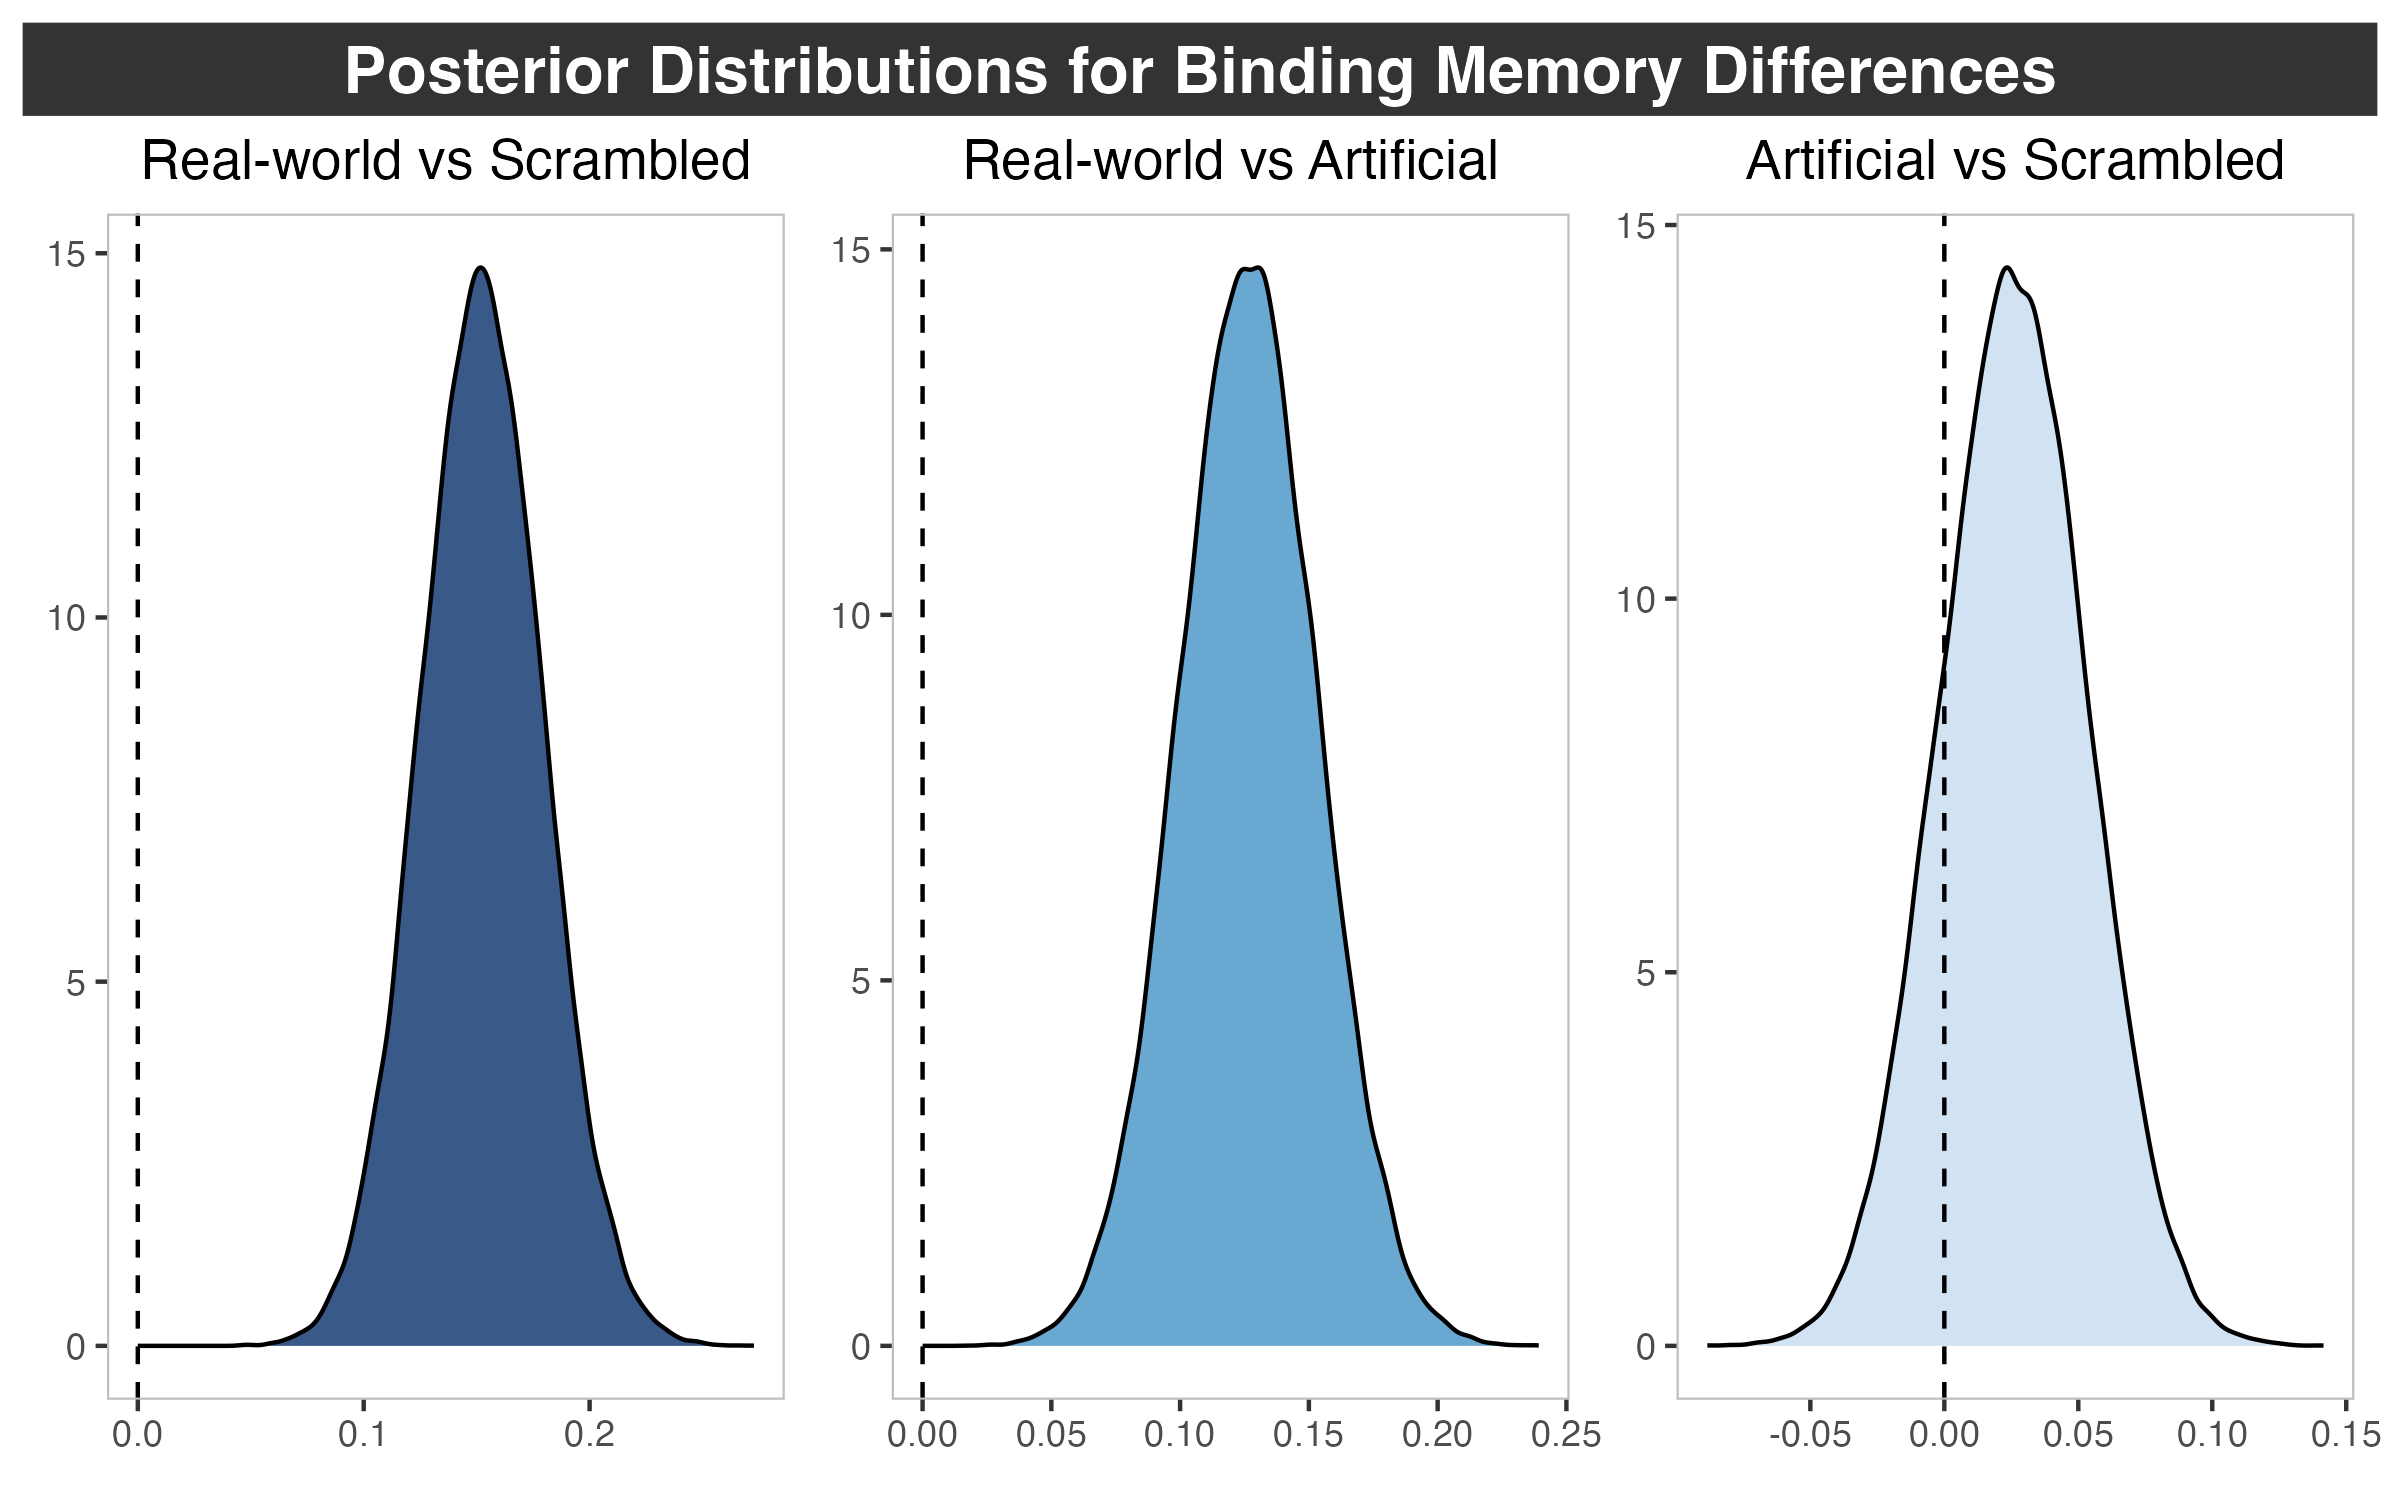 Posterior Distributions for Binding Memory Differences
Real-world vs Scrambled
15
10
5
0
0.0 0.1 0.2
Real-world vs Artificial
15
10
5
0
0.00 0.05 0.10 0.15 0.20 0.25
Artificial vs Scrambled
15
10
5
0
-0.05 0.00 0.05 0.10 0.15